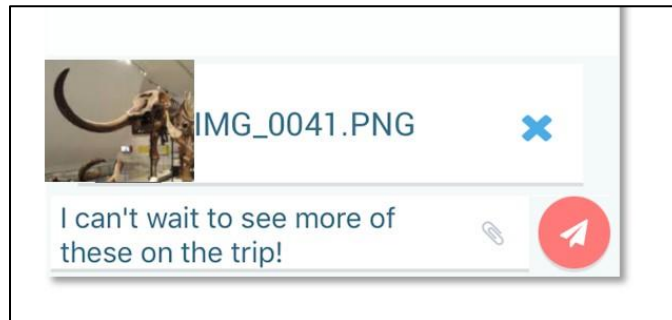 IMG_0041.PNG
I can't wait to see more of
these on the trip!